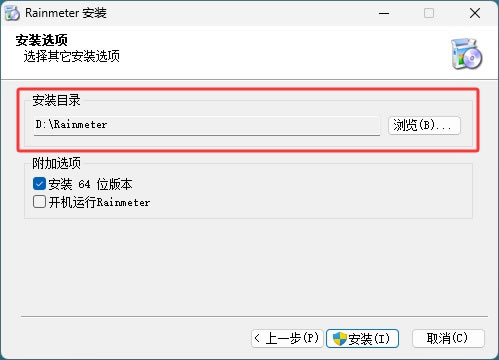 Rainmeter 安装
安装选项
选择其它安装选项
安装目录
D:\Rainmeter
浏览(B)...
附加选项
安装 64 位版本
开机运行Rainmeter
< 上一步(P)
安装(I)
取消(C)